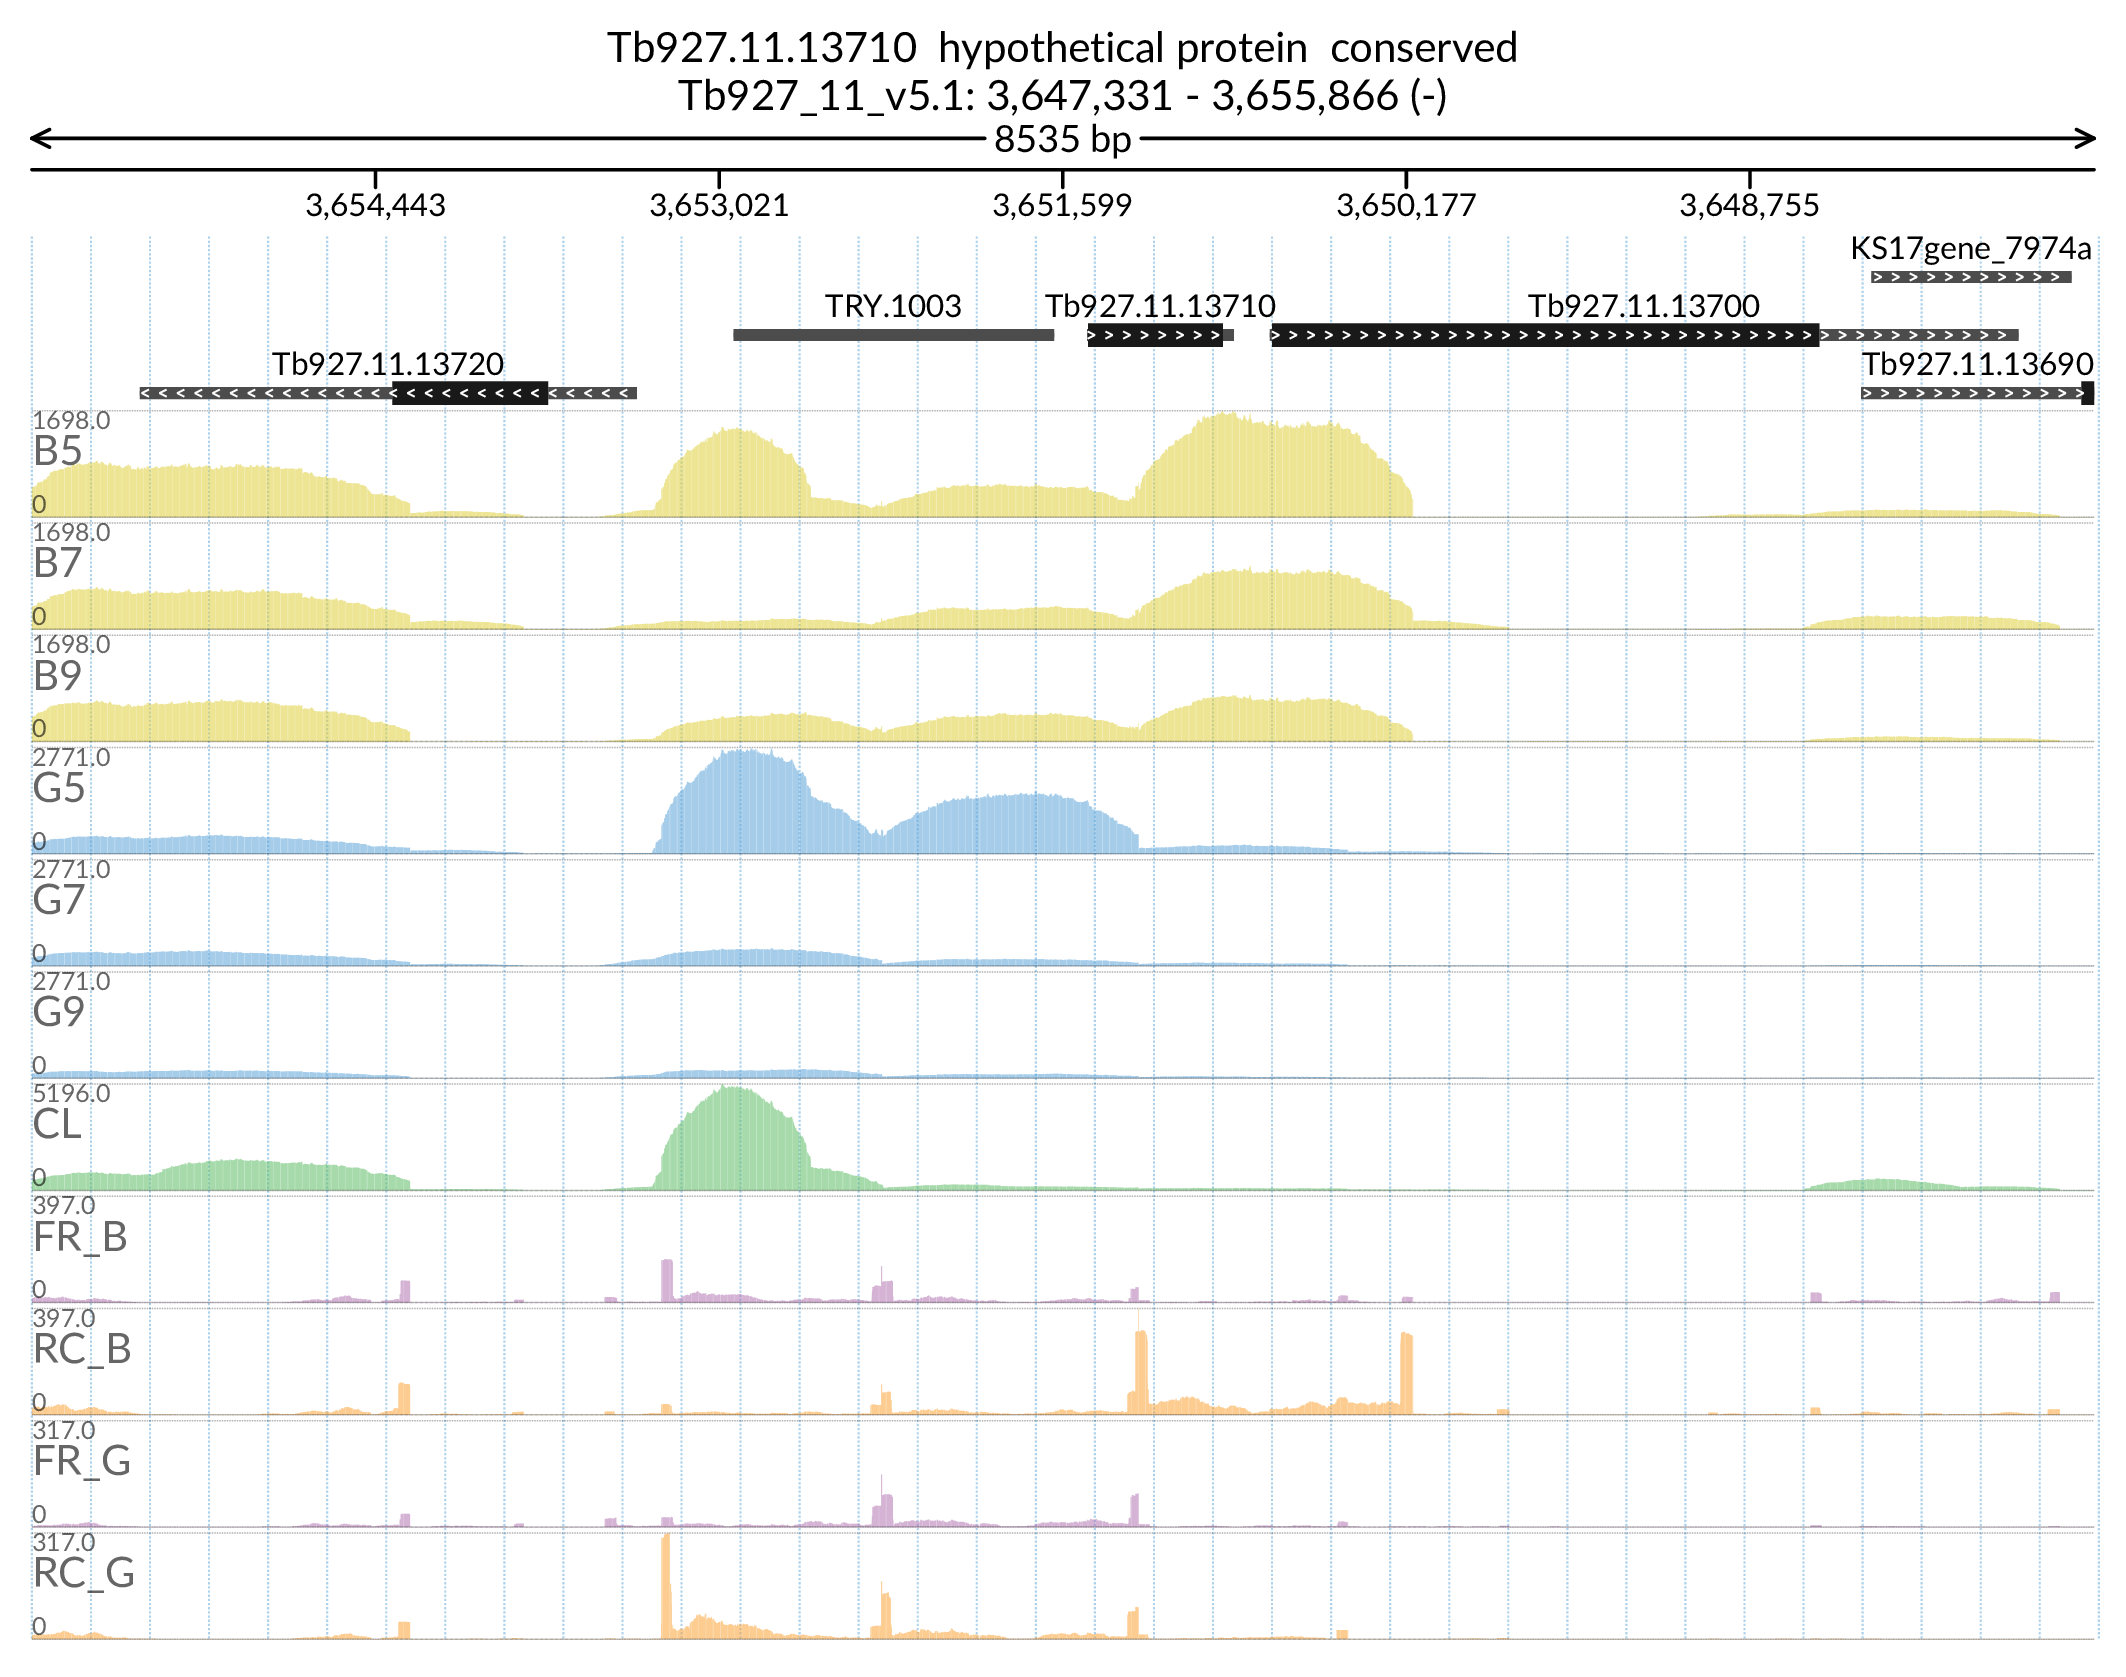 Tb927.11.13710 hypothetical protein conserved
Tb927_11_v5.1: 3,647,331 - 3,655,866 (-)
8535 bp
3,654,443 3,653,021 3,651,599 3,650,177 3,648,755
KS17gene_7974a
TRY.1003 Tb927.11.13710 Tb927.11.13700
Tb927.11.13720 Tb927.11.13690
1698.0
B5
0
1698.0
B7
0
1698.0
B9
0
2771.0
G5
0
2771.0
G7
0
2771.0
G9
0
5196.0
CL
0
397.0
FR_B
0
397.0
RC_B
0
317.0
FR_G
0
317.0
RC_G
0